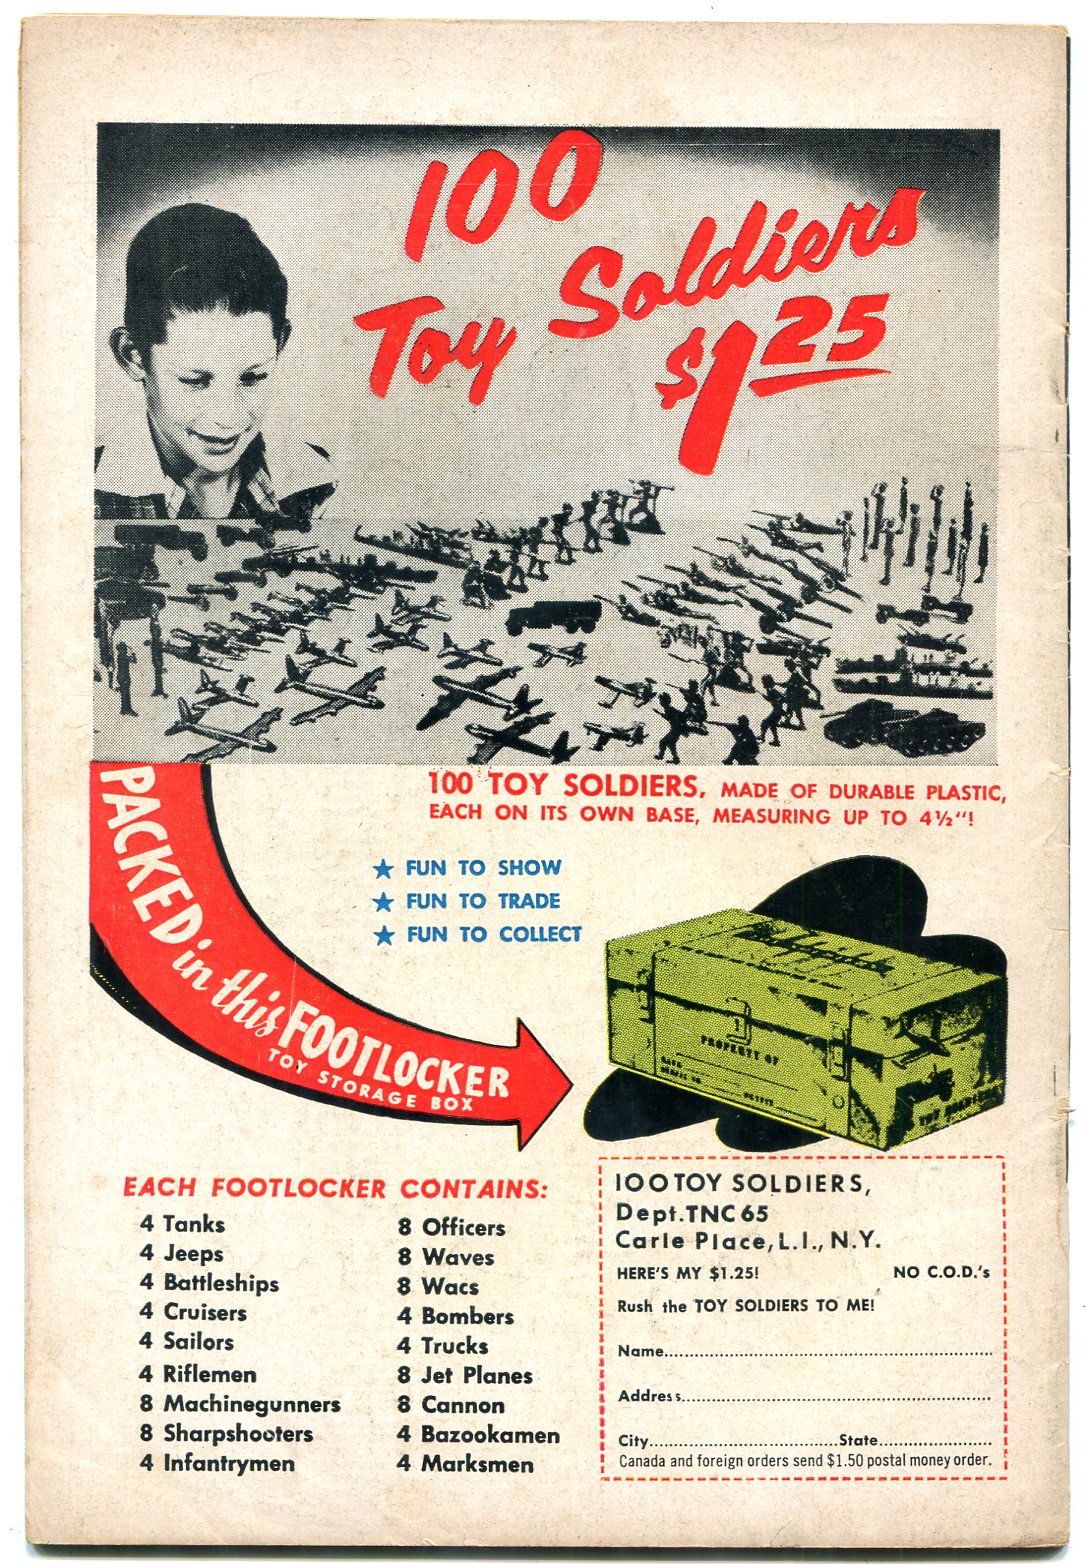 100
Toy Soldiers
$1 25
100 TOY SOLDIERS, MADE OF DURABLE PLASTIC,
EACH ON ITS OWN BASE, MEASURING UP TO 4½"!
PACKED in this FOOTLOCKER
TOY STORAGE BOX
★ FUN TO SHOW
★ FUN TO TRADE
★ FUN TO COLLECT
PROPERTY OF
TOY SOLDIERS
EACH FOOTLOCKER CONTAINS:
4 Tanks
4 Jeeps
4 Battleships
4 Cruisers
4 Sailors
4 Riflemen
8 Machinegunners
8 Sharpshooters
4 Infantrymen
8 Officers
8 Waves
8 Wacs
4 Bombers
4 Trucks
8 Jet Planes
8 Cannon
4 Bazookamen
4 Marksmen
100 TOY SOLDIERS,
Dept. TNC 65
Carle Place, L.I., N.Y.
HERE'S MY $1.25! NO C.O.D.'s
Rush the TOY SOLDIERS TO ME!
Name
Address
City State
Canada and foreign orders send $1.50 postal money order.